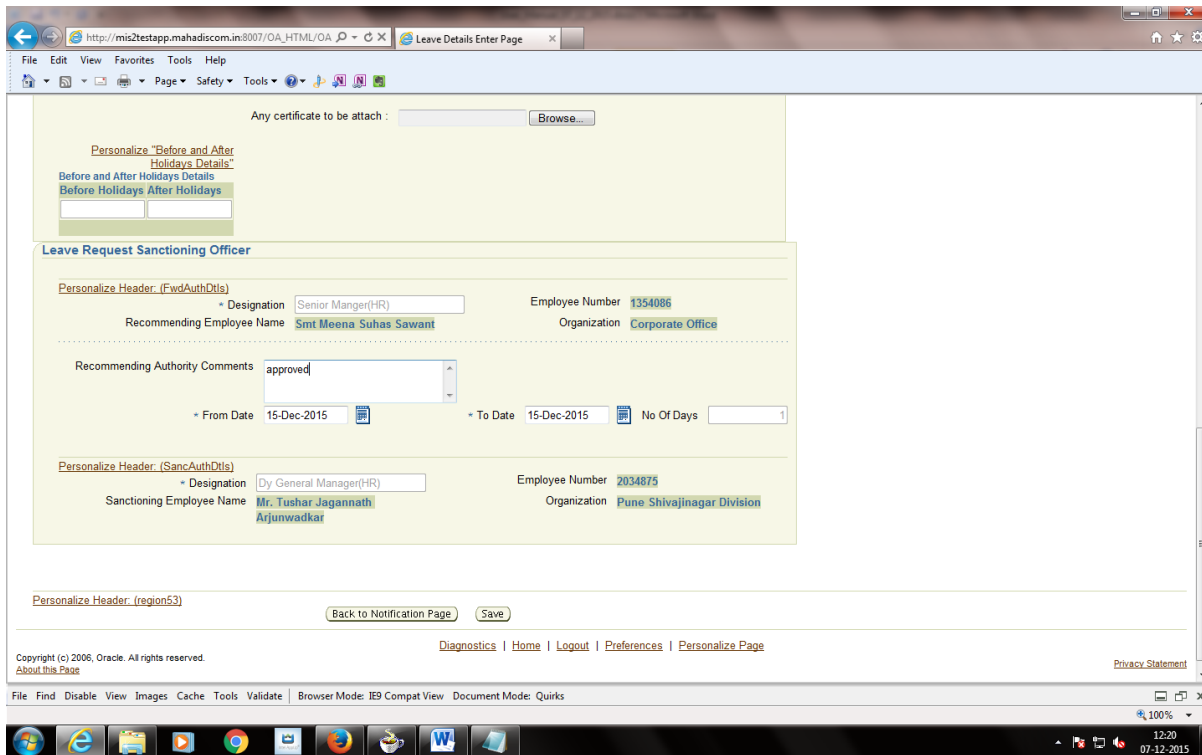 http://mis2testapp.mahadiscom.in:8007/OA_HTML/OA
Leave Details Enter Page
File Edit View Favorites Tools Help
Page Safety Tools
Any certificate to be attach : Browse...
Personalize "Before and After
Holidays Details"
Before and After Holidays Details
Before Holidays After Holidays
Leave Request Sanctioning Officer
Personalize Header: (FwdAuthDtls)
* Designation Senior Manger(HR) Employee Number 1354086
Recommending Employee Name Smt Meena Suhas Sawant Organization Corporate Office
Recommending Authority Comments approved
* From Date 15-Dec-2015 * To Date 15-Dec-2015 No Of Days 1
Personalize Header: (SancAuthDtls)
* Designation Dy General Manager(HR) Employee Number 2034875
Sanctioning Employee Name Mr. Tushar Jagannath Organization Pune Shivajinagar Division
Arjunwadkar
Personalize Header: (region53)
Back to Notification Page Save
Diagnostics | Home | Logout | Preferences | Personalize Page
Copyright (c) 2006, Oracle. All rights reserved.
About this Page Privacy Statement
File Find Disable View Images Cache Tools Validate | Browser Mode: IE9 Compat View Document Mode: Quirks
100%
12:20
07-12-2015